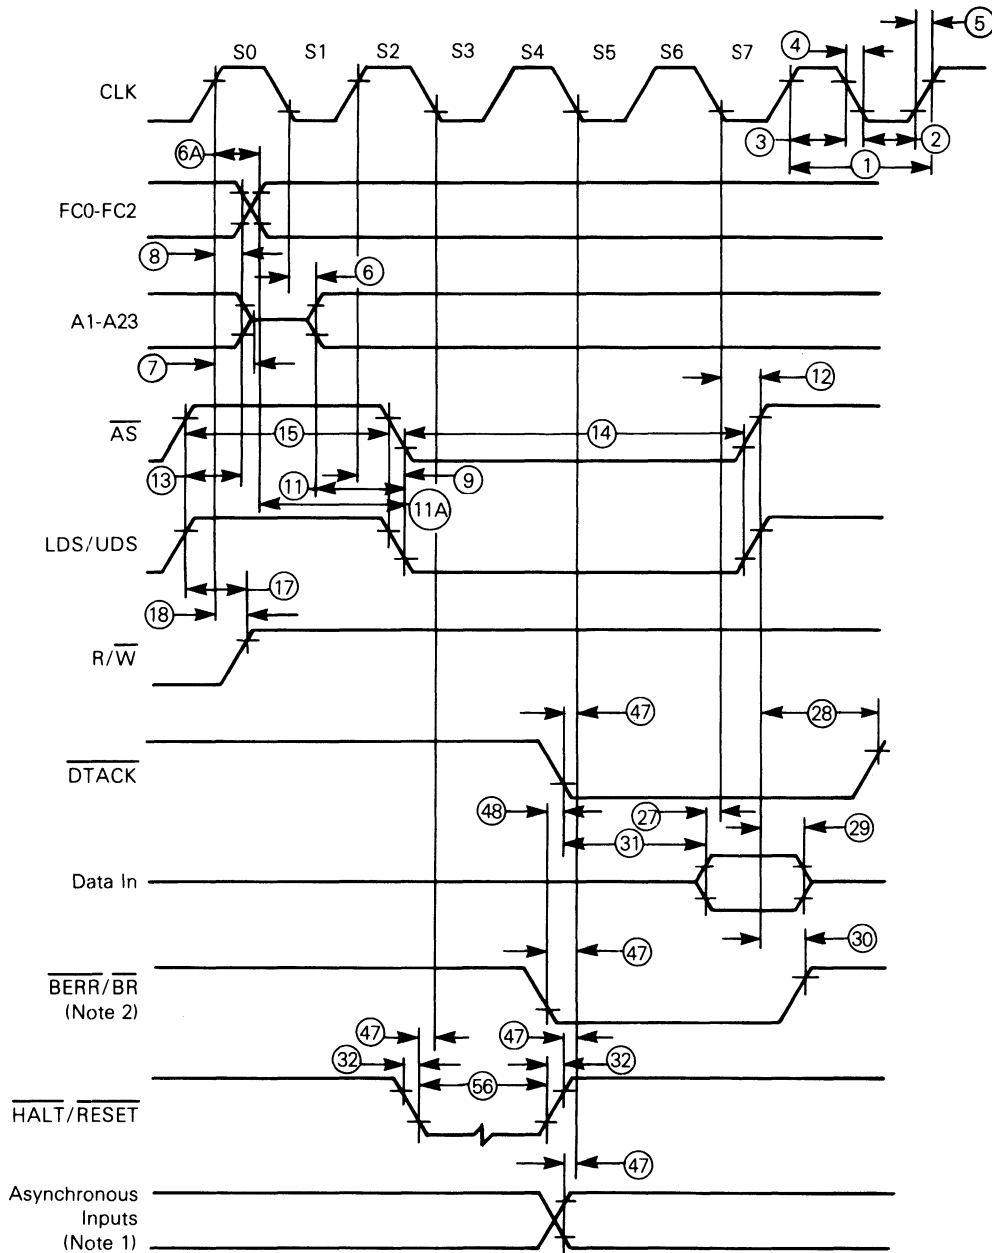 S0 S1 S2 S3 S4 S5 S6 S7
5
4
CLK
3 2
1
6A
FC0-FC2
8
6
A1-A23
7
12
AS
15 14
13 11 9
11A
LDS/UDS
17
18
R/W
47 28
DTACK
48 27 29
31
Data In
47 30
BERR/BR
(Note 2)
47 47
32 32
56
HALT/RESET
47
Asynchronous
Inputs
(Note 1)